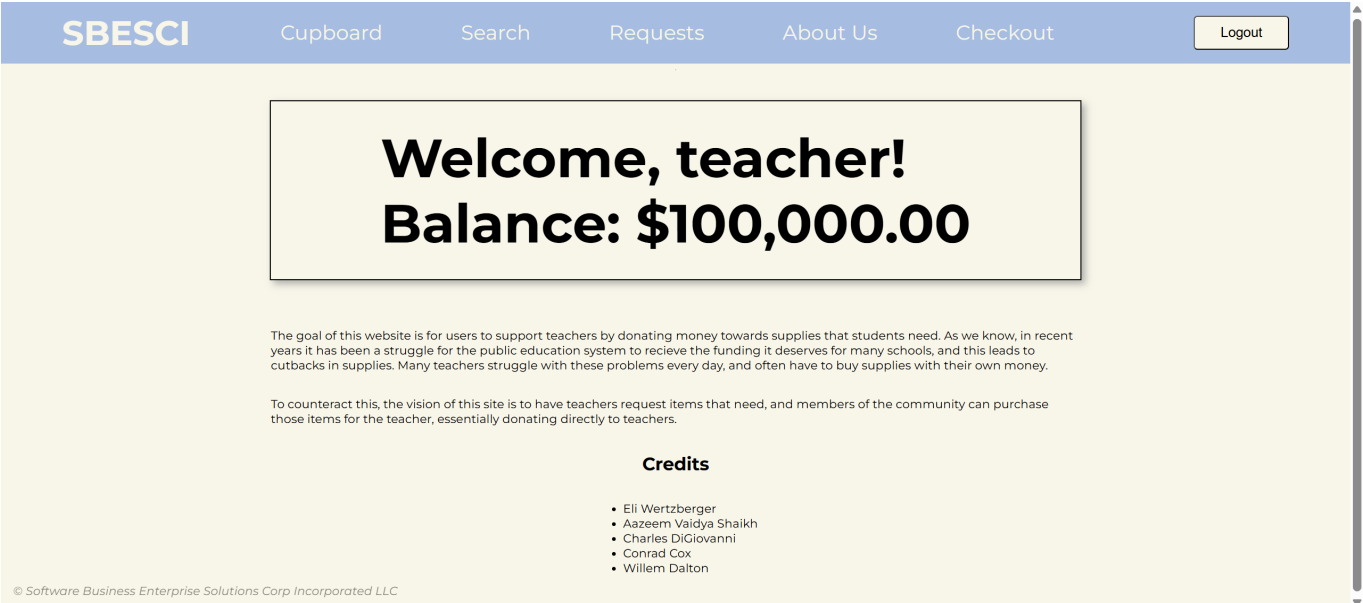 SBESCI Cupboard Search Requests About Us Checkout Logout
Welcome, teacher!
Balance: $100,000.00
The goal of this website is for users to support teachers by donating money towards supplies that students need. As we know, in recent
years it has been a struggle for the public education system to recieve the funding it deserves for many schools, and this leads to
cutbacks in supplies. Many teachers struggle with these problems every day, and often have to buy supplies with their own money.
To counteract this, the vision of this site is to have teachers request items that need, and members of the community can purchase
those items for the teacher, essentially donating directly to teachers.
Credits
• Eli Wertzberger
• Aazeem Vaidya Shaikh
• Charles DiGiovanni
• Conrad Cox
• Willem Dalton
© Software Business Enterprise Solutions Corp Incorporated LLC